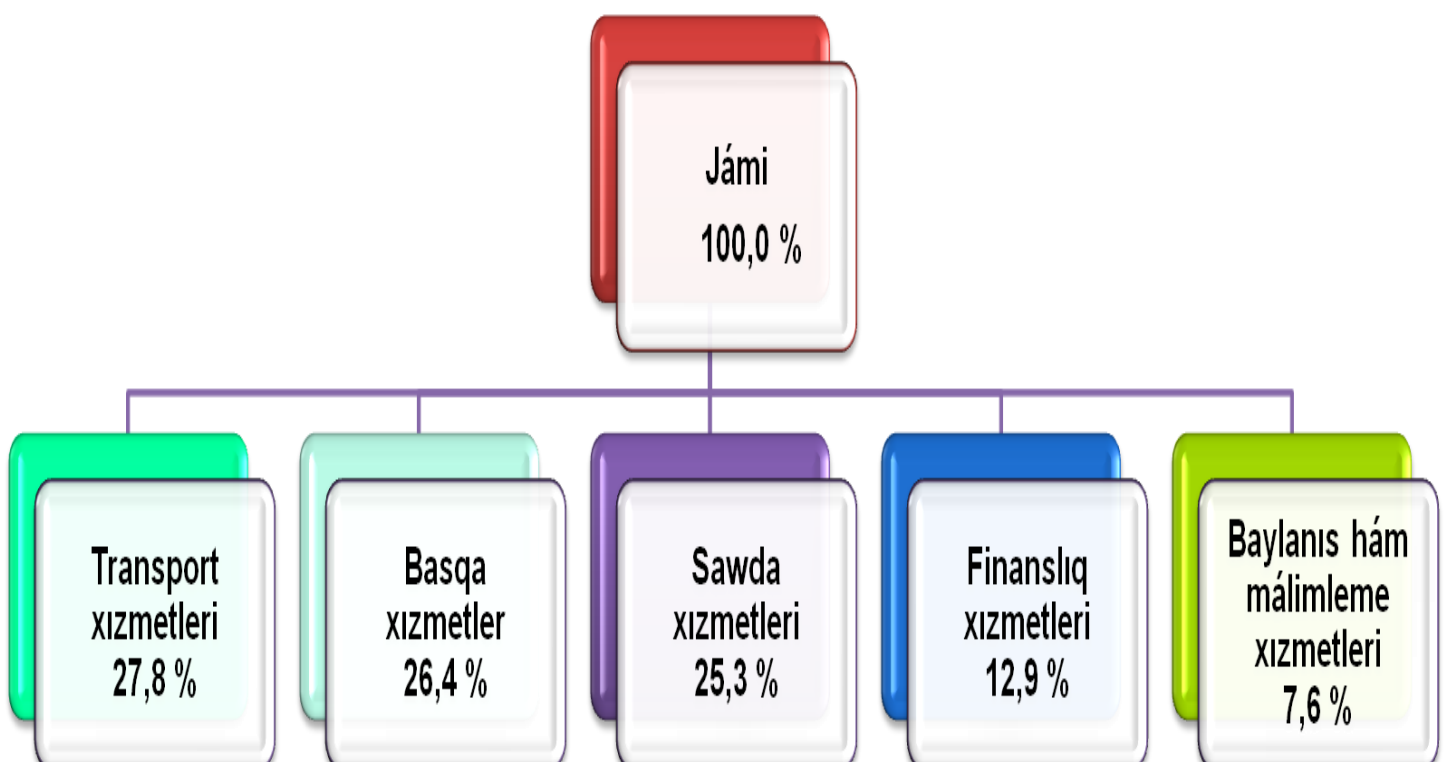 Jámi
100,0 %
Transport
xızmetleri
27,8 %
Basqa
xızmetler
26,4 %
Sawda
xızmetleri
25,3 %
Finanslıq
xızmetleri
12,9 %
Baylanıs hám
málimleme
xızmetleri
7,6 %